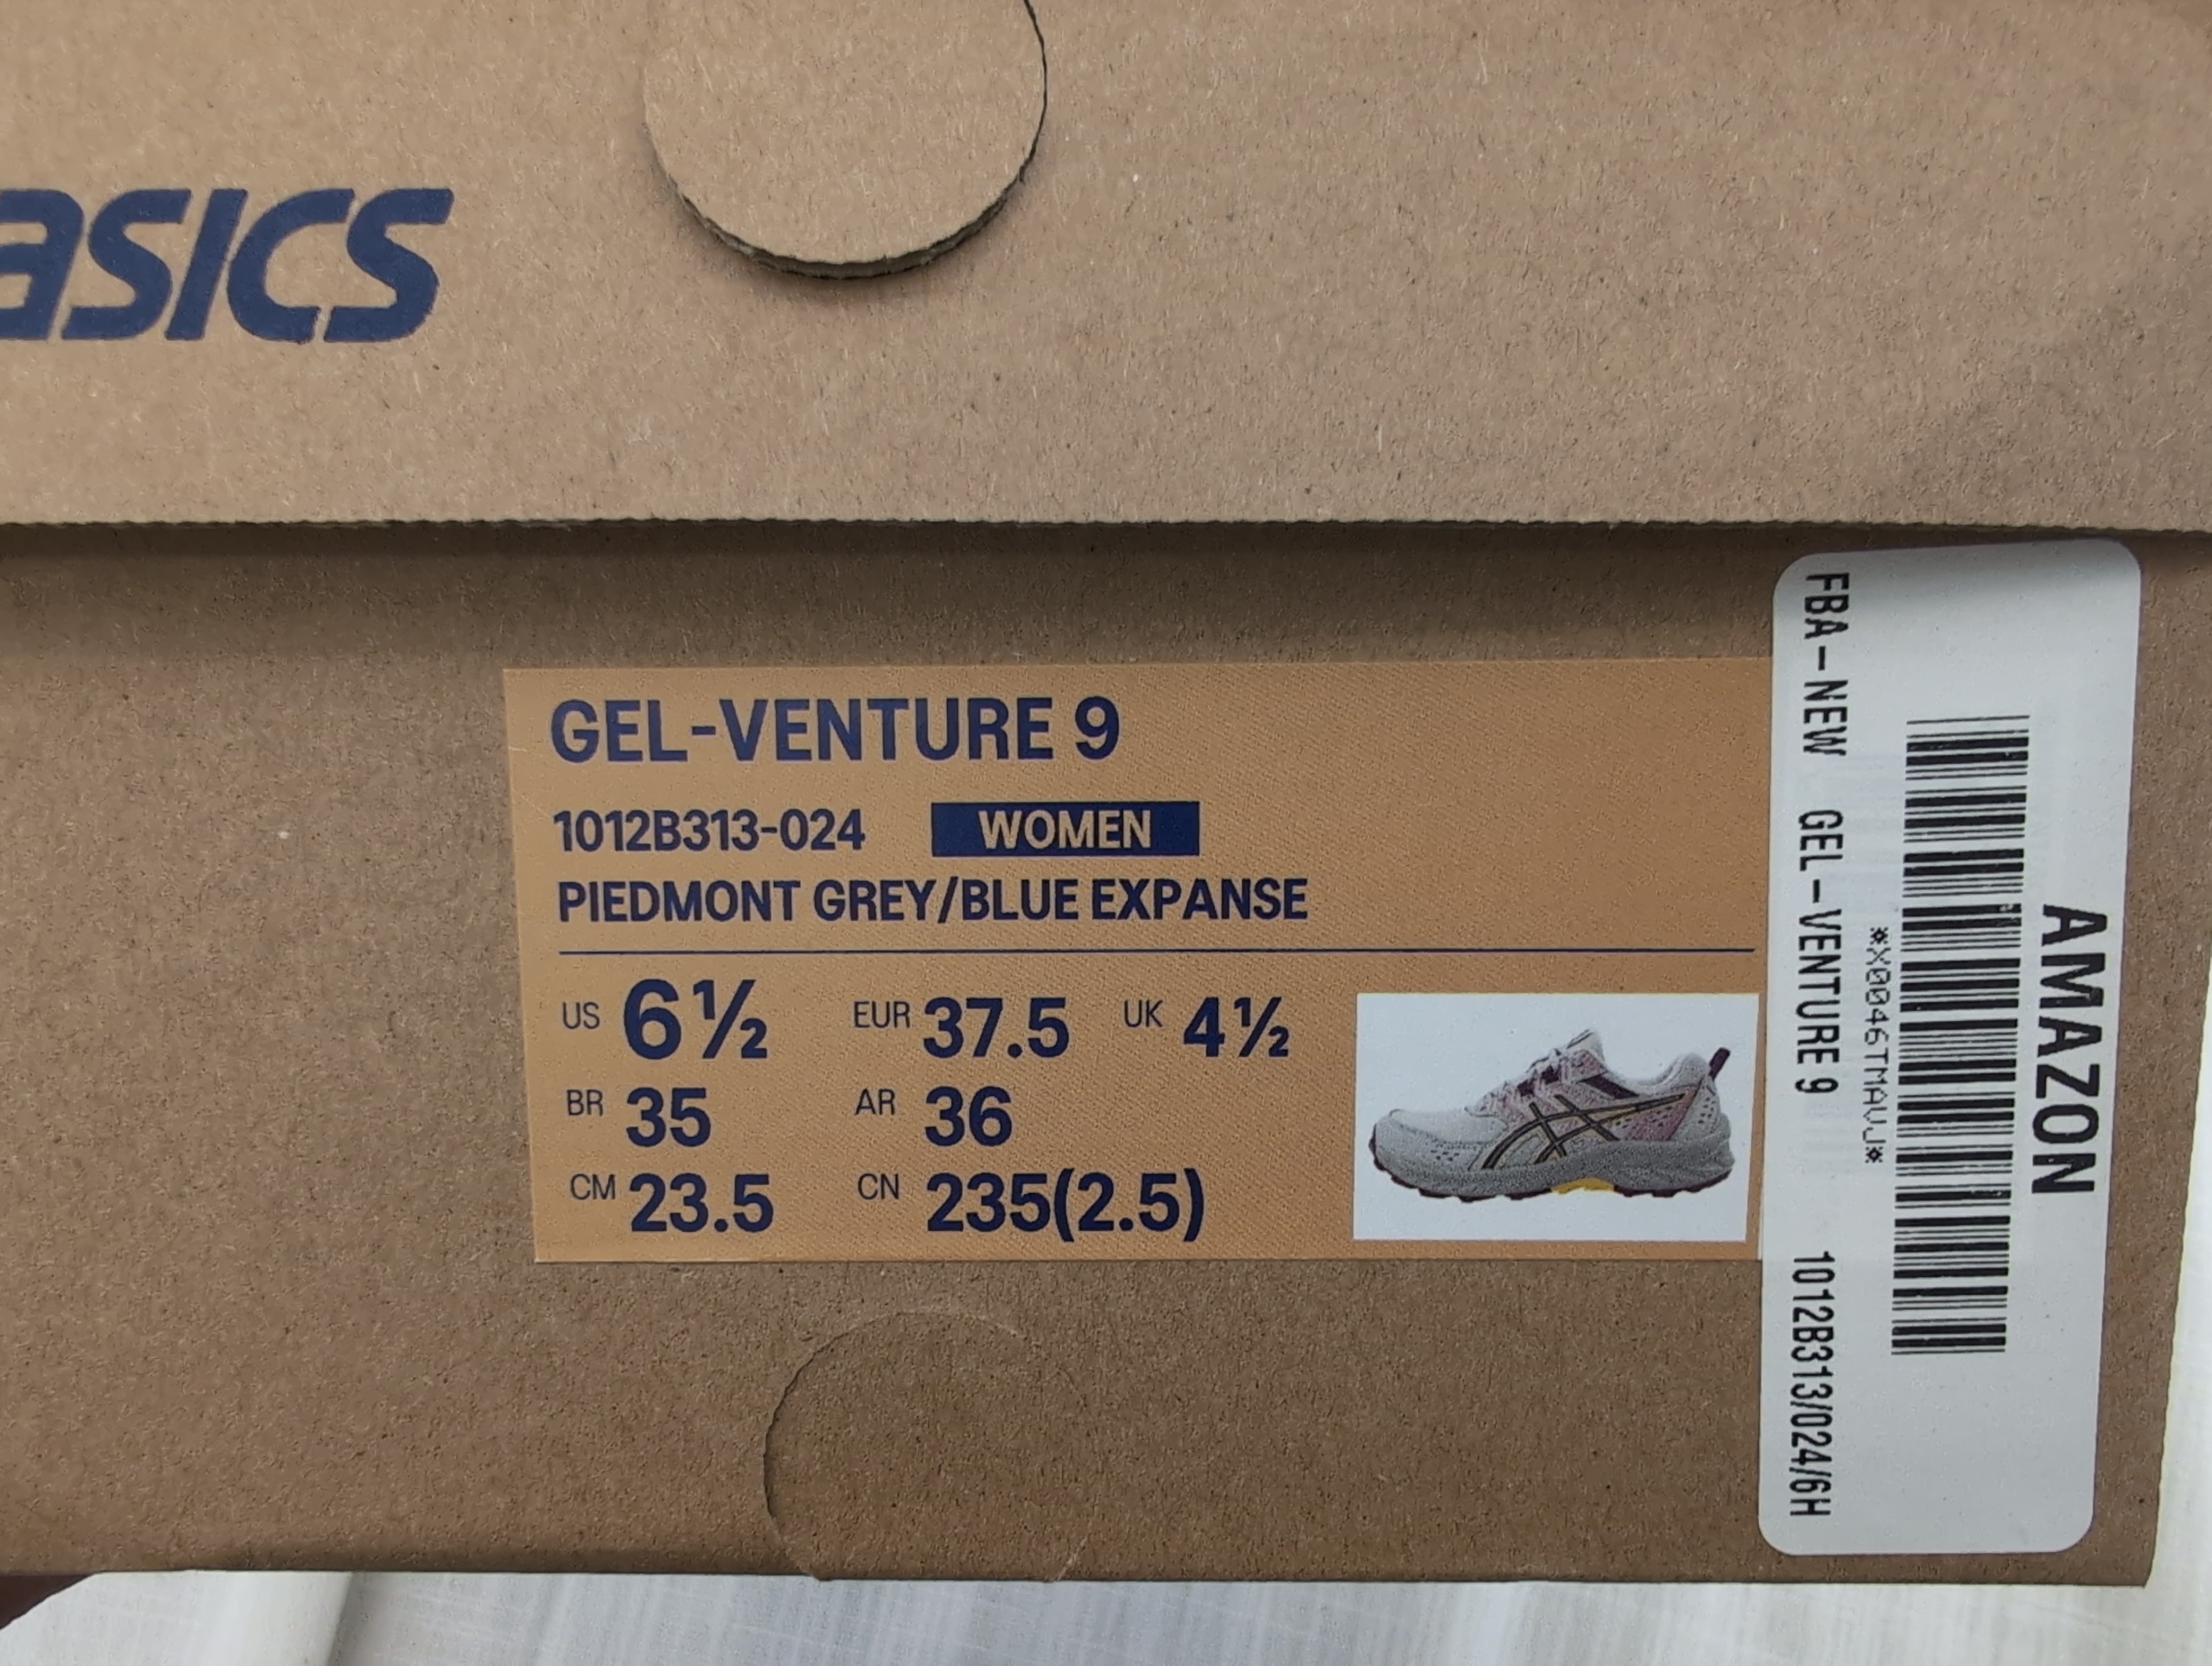 asics
GEL-VENTURE 9
1012B313-024 WOMEN
PIEDMONT GREY/BLUE EXPANSE
US 6½ EUR 37.5 UK 4½
BR 35 AR 36
CM 23.5 CN 235(2.5)
AMAZON
*X0046TMAVJ*
FBA-NEW GEL-VENTURE 9 1012B313/024/6H